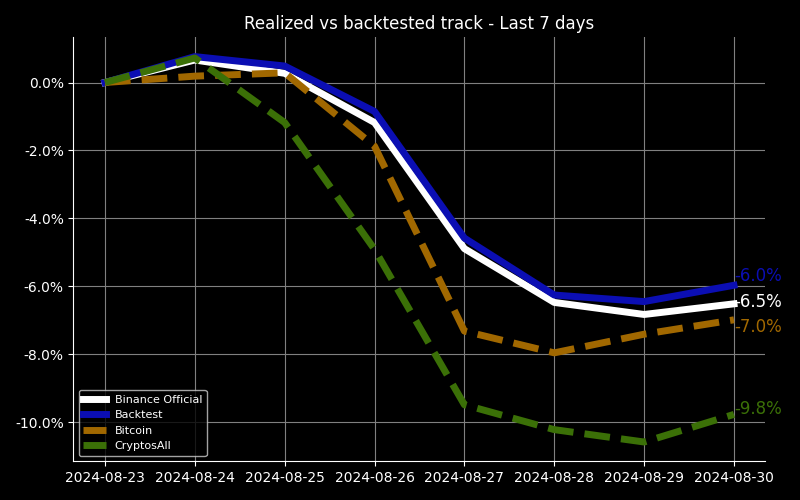 Realized vs backtested track - Last 7 days
0.0%
-2.0%
-4.0%
-6.0%
-8.0%
-10.0%
-6.0%
-6.5%
-7.0%
-9.8%
Binance Official
Backtest
Bitcoin
CryptosAll
2024-08-23 2024-08-24 2024-08-25 2024-08-26 2024-08-27 2024-08-28 2024-08-29 2024-08-30